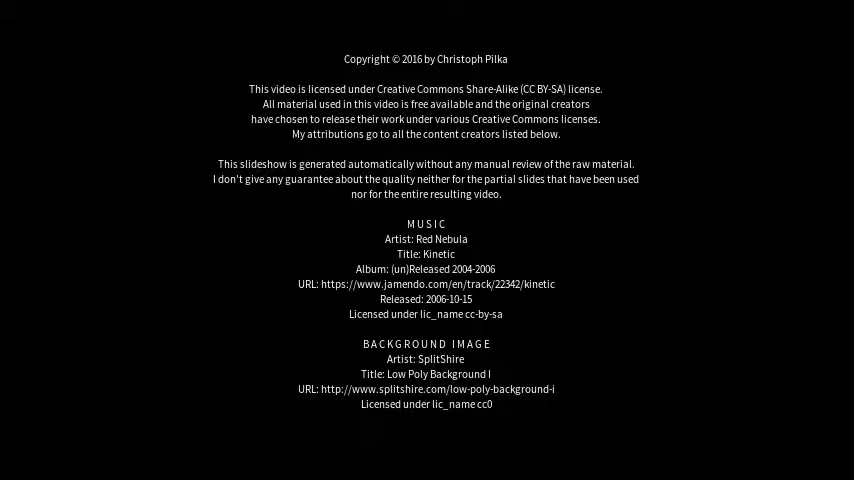 Copyright © 2016 by Christoph Pilka
This video is licensed under Creative Commons Share-Alike (CC BY-SA) license.
All material used in this video is free available and the original creators
have chosen to release their work under various Creative Commons licenses.
My attributions go to all the content creators listed below.
This slideshow is generated automatically without any manual review of the raw material.
I don't give any guarantee about the quality neither for the partial slides that have been used
nor for the entire resulting video.
MUSIC
Artist: Red Nebula
Title: Kinetic
Album: (un)Released 2004-2006
URL: https://www.jamendo.com/en/track/22342/kinetic
Released: 2006-10-15
Licensed under lic_name cc-by-sa
BACKGROUND IMAGE
Artist: SplitShire
Title: Low Poly Background I
URL: http://www.splitshire.com/low-poly-background-i
Licensed under lic_name cc0